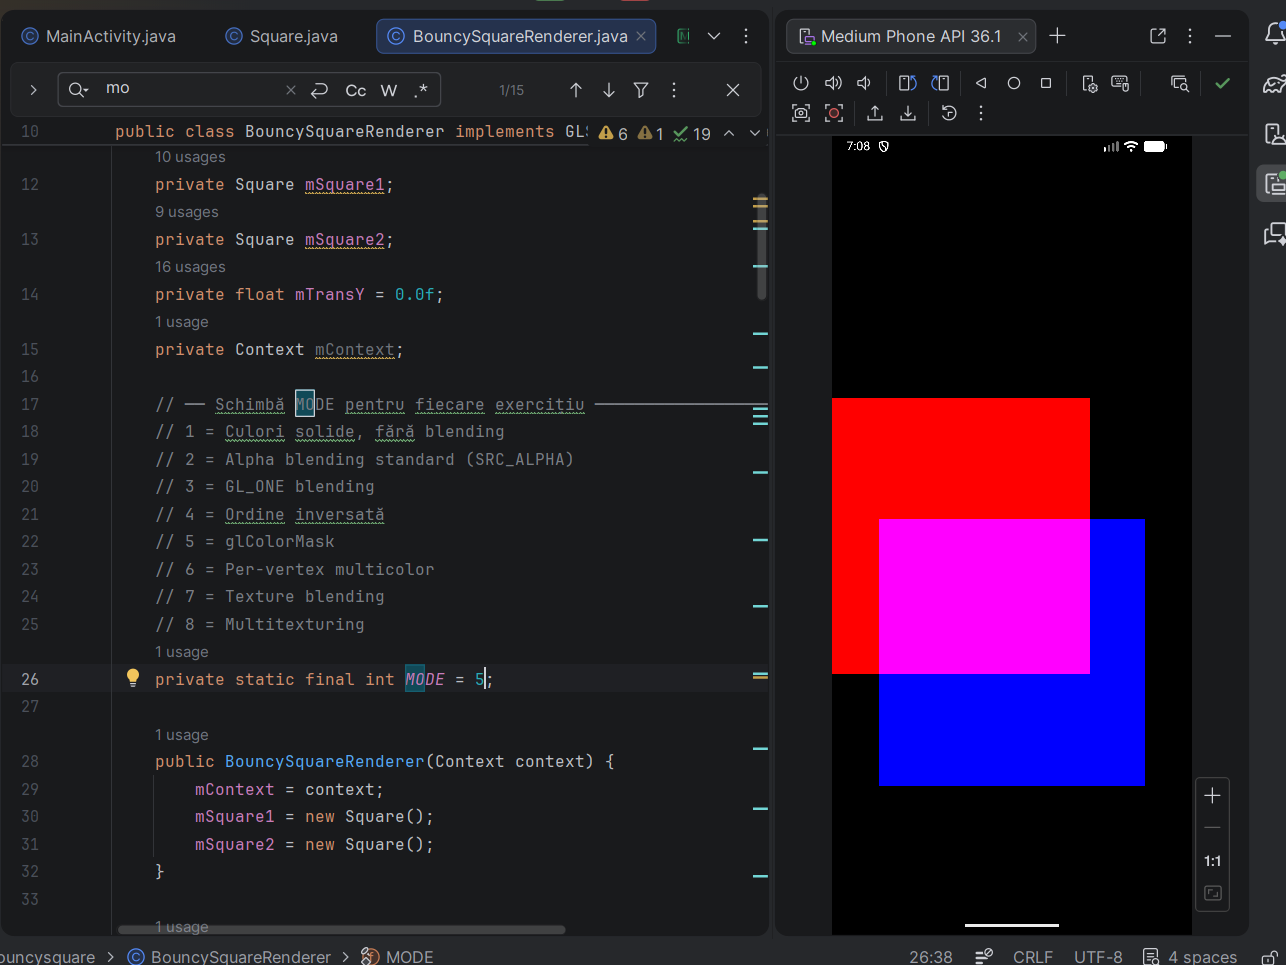 MainActivity.java
Square.java
BouncySquareRenderer.java
mo
Cc
W
.*
1/15
10 public class BouncySquareRenderer implements GLS
6
1
19
10 usages
12 private Square mSquare1;
9 usages
13 private Square mSquare2;
16 usages
14 private float mTransY = 0.0f;
1 usage
15 private Context mContext;
16
17 // ── Schimbă MODE pentru fiecare exercițiu ──────────────
18 // 1 = Culori solide, fără blending
19 // 2 = Alpha blending standard (SRC_ALPHA)
20 // 3 = GL_ONE blending
21 // 4 = Ordine inversată
22 // 5 = glColorMask
23 // 6 = Per-vertex multicolor
24 // 7 = Texture blending
25 // 8 = Multitexturing
1 usage
26 private static final int MODE = 5;
27
1 usage
28 public BouncySquareRenderer(Context context) {
29 mContext = context;
30 mSquare1 = new Square();
31 mSquare2 = new Square();
32 }
33
1 usage
ouncysquare > BouncySquareRenderer > MODE
26:38
CRLF
UTF-8
4 spaces
Medium Phone API 36.1
7:08
1:1